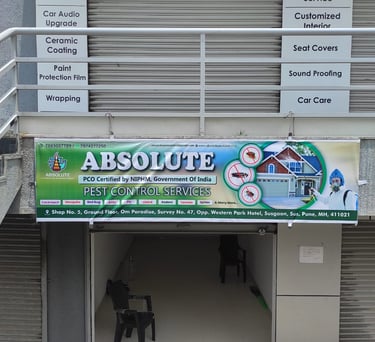 Car Audio
Upgrade
Ceramic
Coating
Paint
Protection Film
Wrapping
Customized
Interior
Seat Covers
Sound Proofing
Car Care
ABSOLUTE
ABSOLUTE
PCO Certified by NIPHM, Government Of India
PEST CONTROL SERVICES
9, Shop No. 5, Ground Floor, Om Paradise, Survey No. 47, Opp. Western Park Hotel, Susgaon, Sus, Pune, MH, 411021